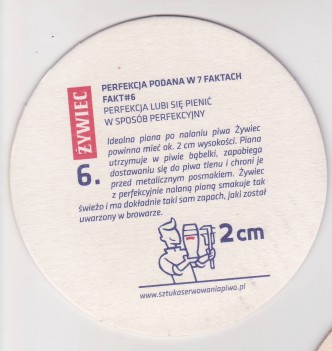 PERFEKCJA PODANA W 7 FAKTACH
FAKT#6
PERFEKCJA LUBI SIĘ PIENIĆ
W SPOSÓB PERFEKCYJNY
ŻYWIEC
6.
Idealna piana po nalaniu piwa Żywiec
powinna mieć ok. 2 cm wysokości. Piana
utrzymuje w piwie bąbelki, zapobiega
dostawaniu się do piwa tlenu i chroni je
przed metalicznym posmakiem. Żywiec
z perfekcyjnie nalaną pianą smakuje tak
świeżo i ma dokładnie taki sam zapach, jaki został
uwarzony w browarze.
2 cm
www.sztukaserwowaniapiwa.pl